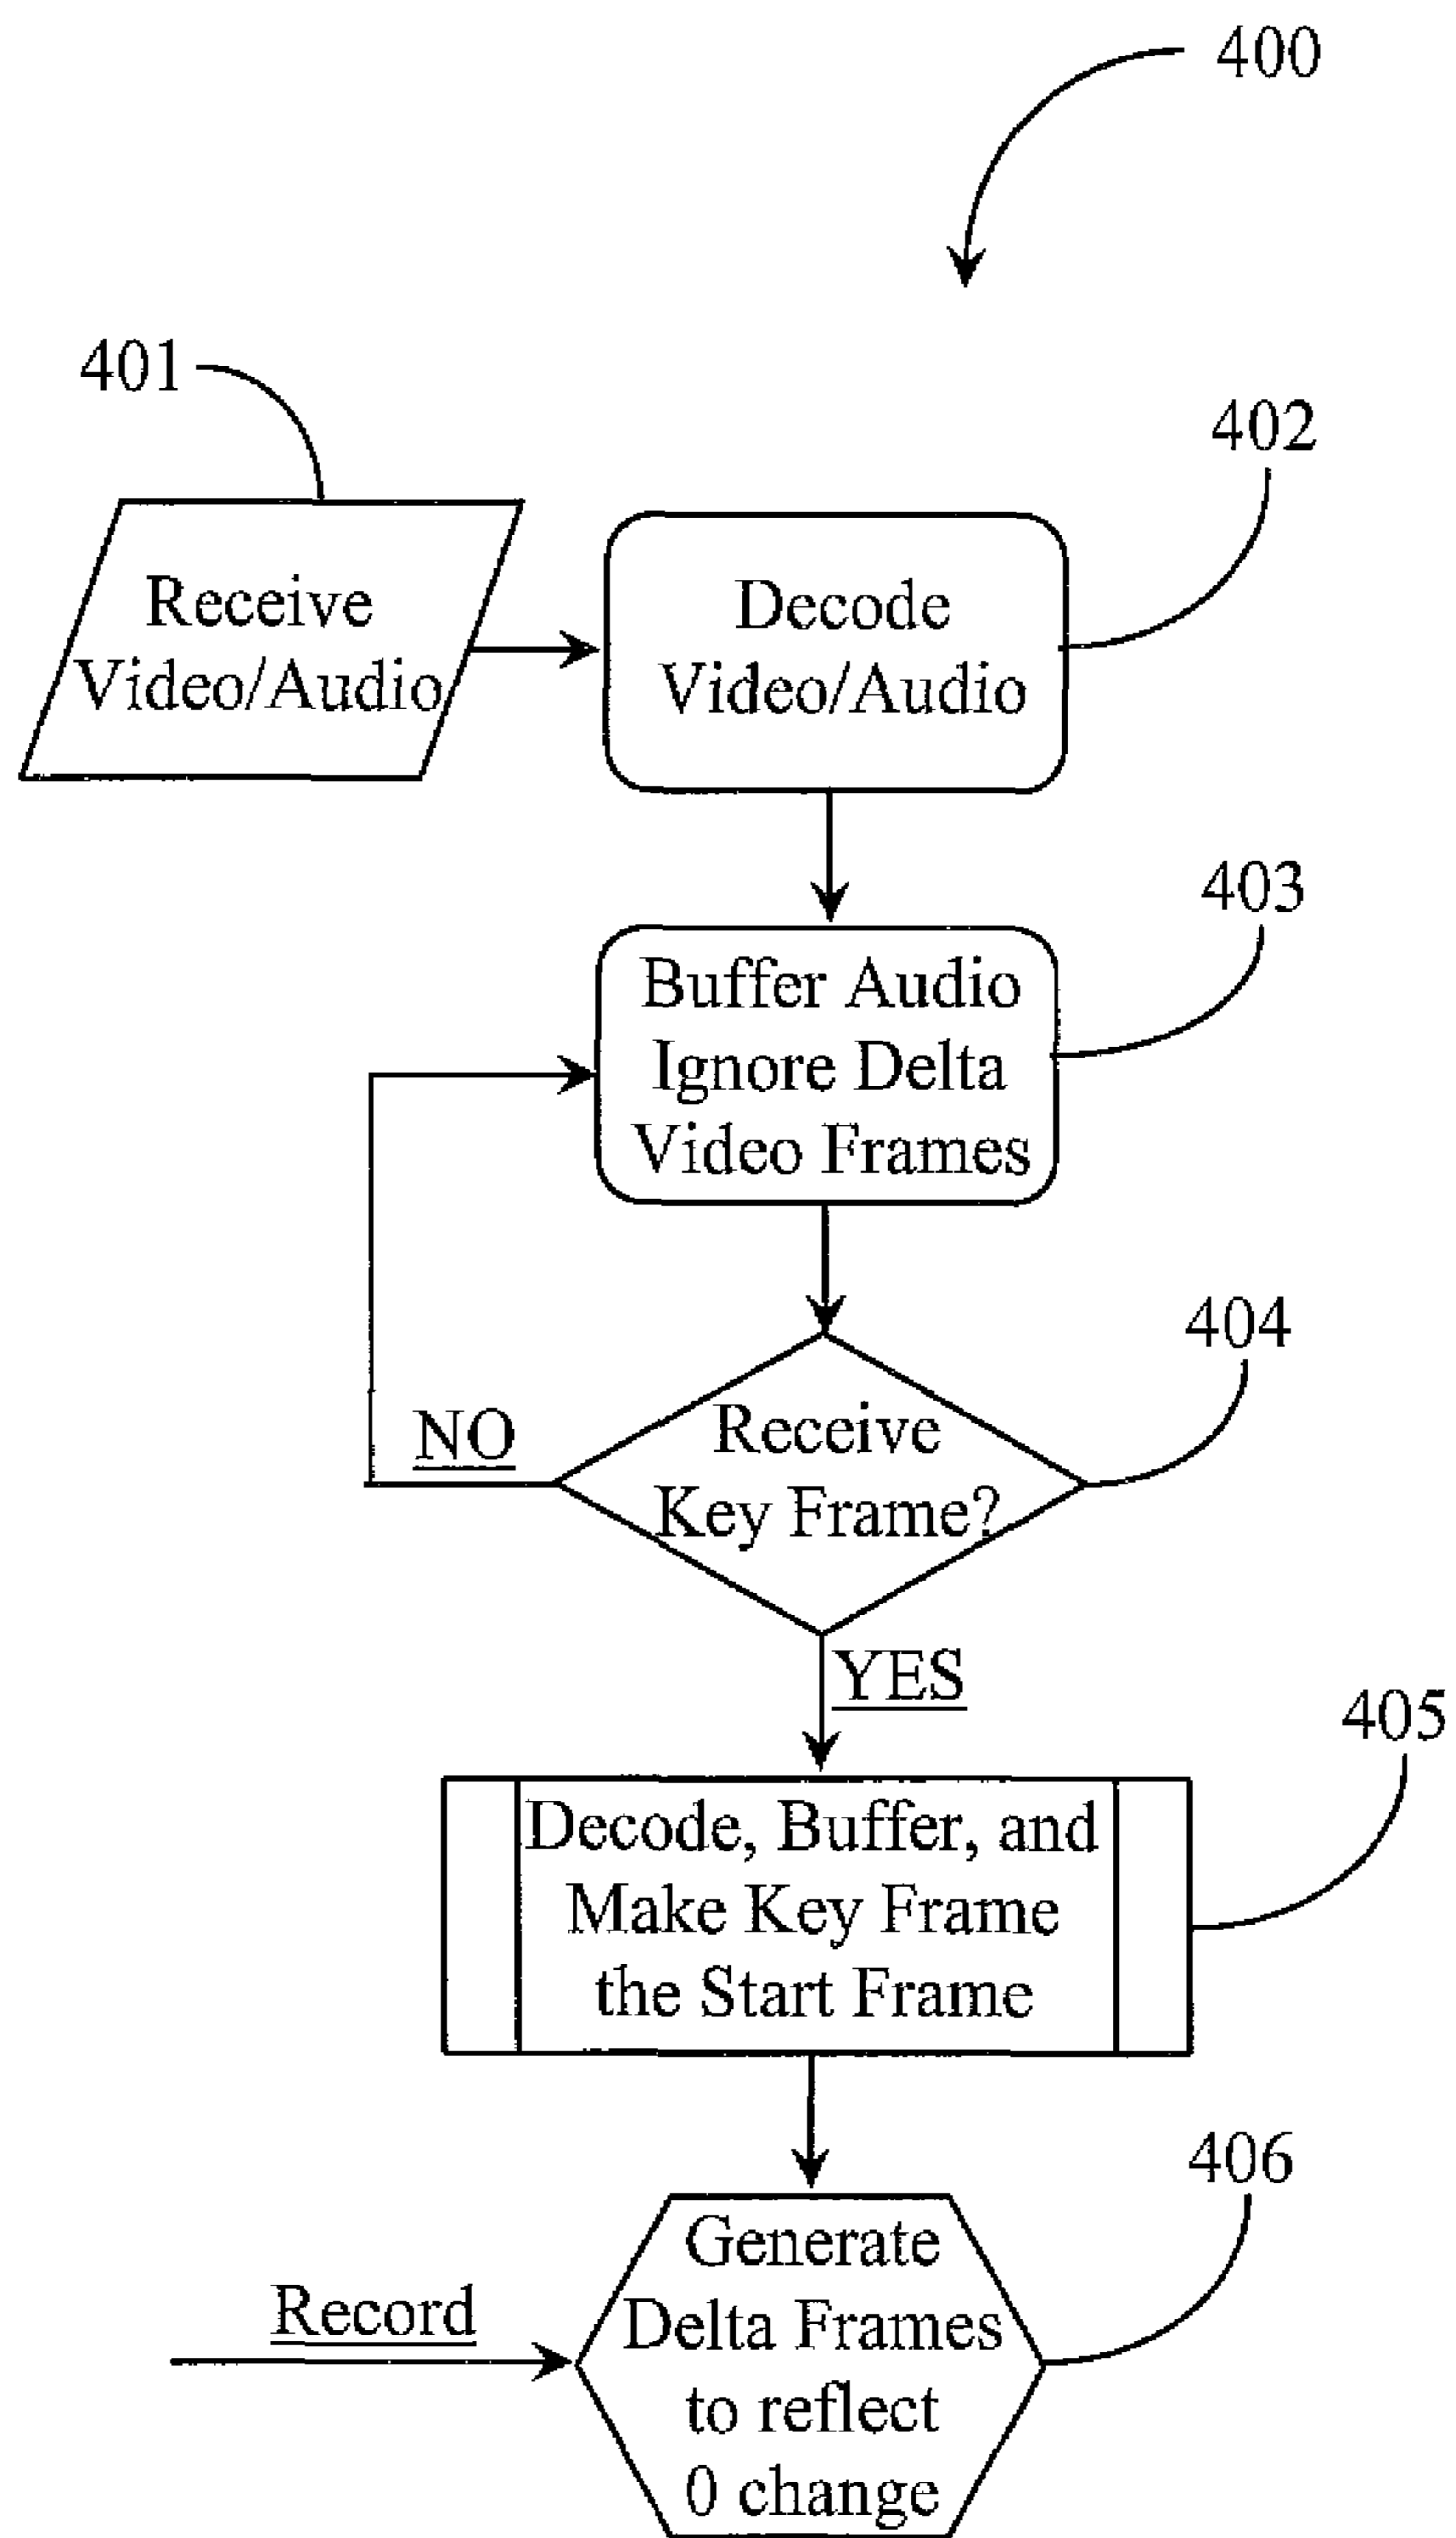 400
401
402
Receive
Video/Audio
Decode
Video/Audio
403
Buffer Audio
Ignore Delta
Video Frames
404
NO
Receive
Key Frame?
YES
405
Decode, Buffer, and
Make Key Frame
the Start Frame
406
Record
Generate
Delta Frames
to reflect
0 change